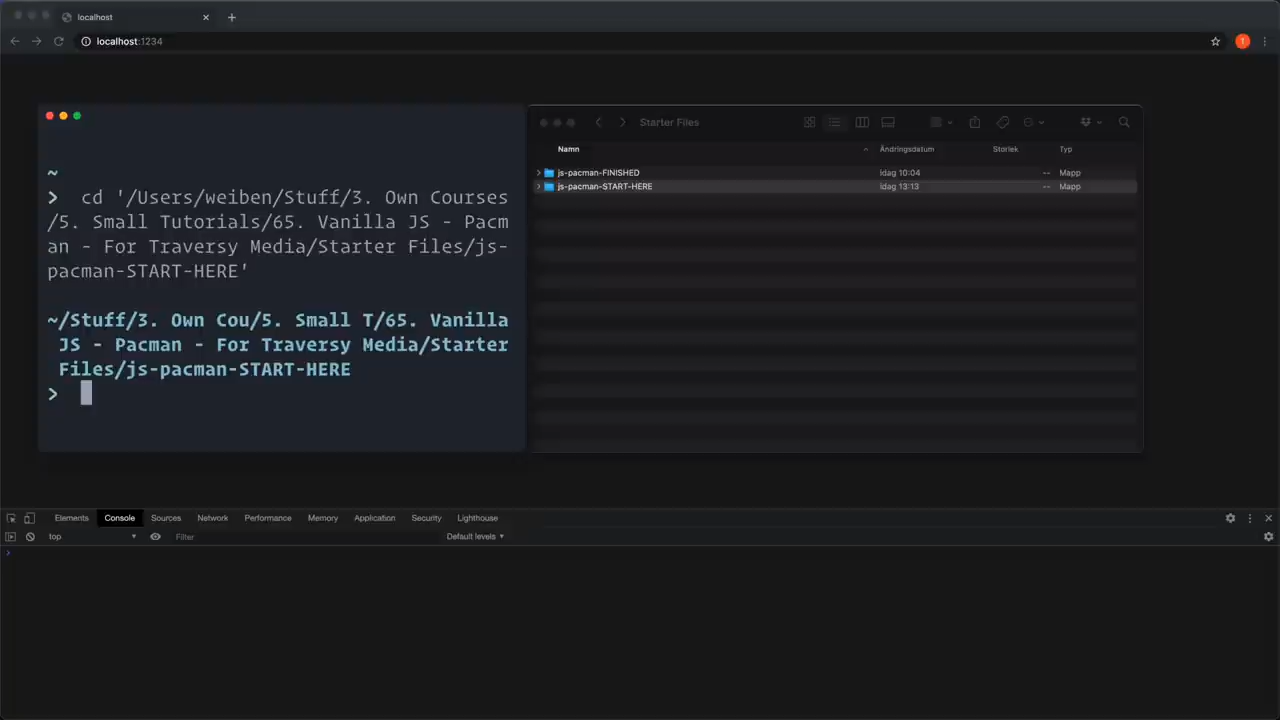 localhost
localhost:1234
~
> cd '/Users/weiben/Stuff/3. Own Courses
/5. Small Tutorials/65. Vanilla JS - Pacm
an - For Traversy Media/Starter Files/js-
pacman-START-HERE'
~/Stuff/3. Own Cou/5. Small T/65. Vanilla
JS - Pacman - For Traversy Media/Starter
Files/js-pacman-START-HERE
>
Starter Files
Namn Ändringsdatum Storlek Typ
js-pacman-FINISHED idag 10:04 -- Mapp
js-pacman-START-HERE idag 13:13 -- Mapp
Elements Console Sources Network Performance Memory Application Security Lighthouse
top Filter Default levels
>